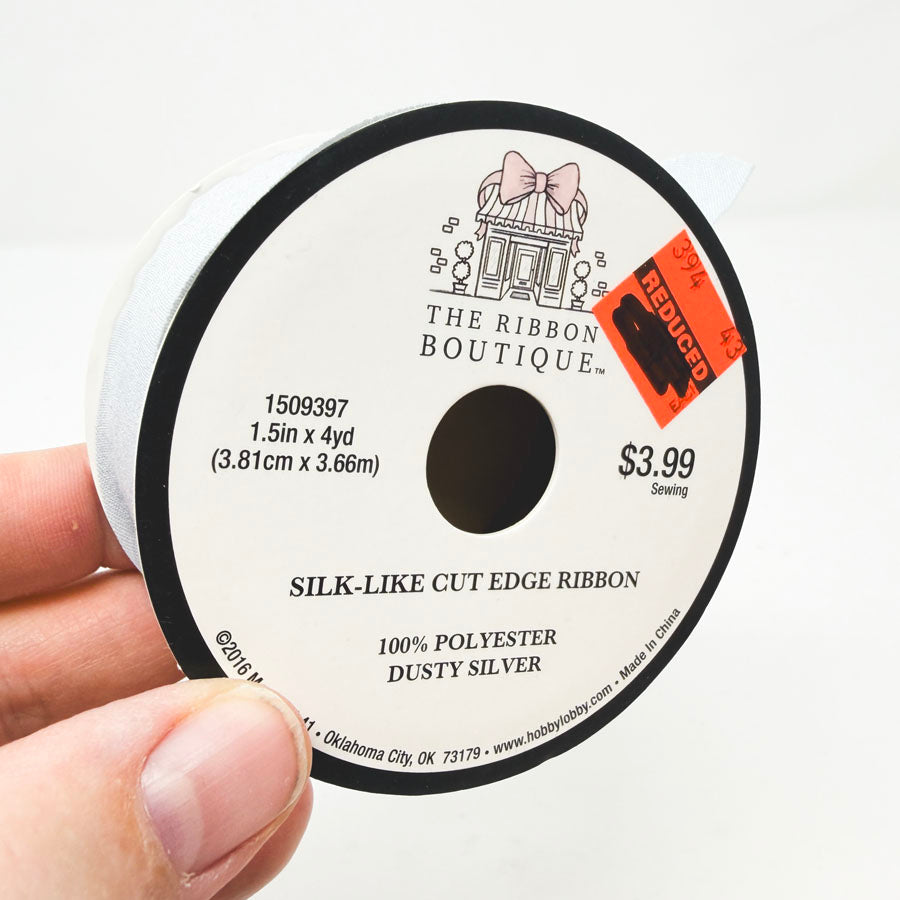 THE RIBBON
BOUTIQUE™
394
43
REDUCED
1509397
1.5in x 4yd
(3.81cm x 3.66m)
$3.99
Sewing
SILK-LIKE CUT EDGE RIBBON
100% POLYESTER
DUSTY SILVER
©2016 • Oklahoma City, OK 73179 • www.hobbylobby.com • Made In China